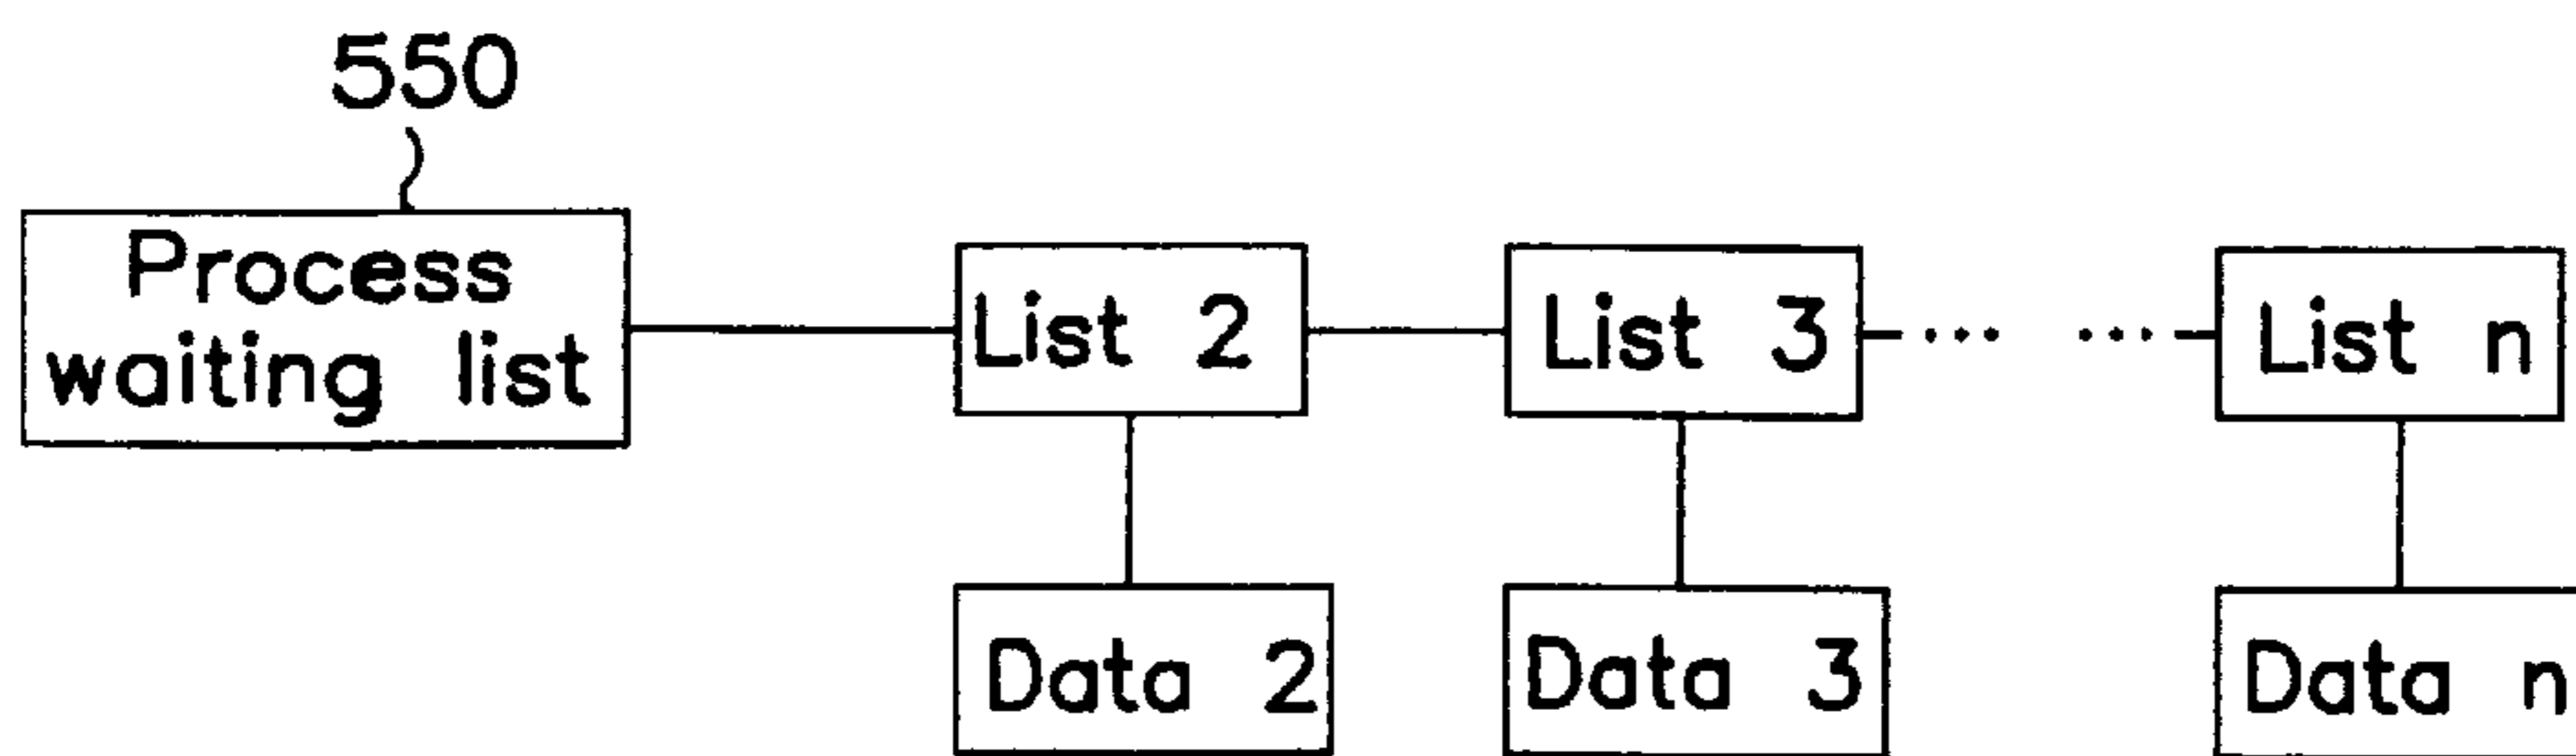 550
Process
waiting list
List 2
List 3
... ...
List n
Data 2
Data 3
Data n